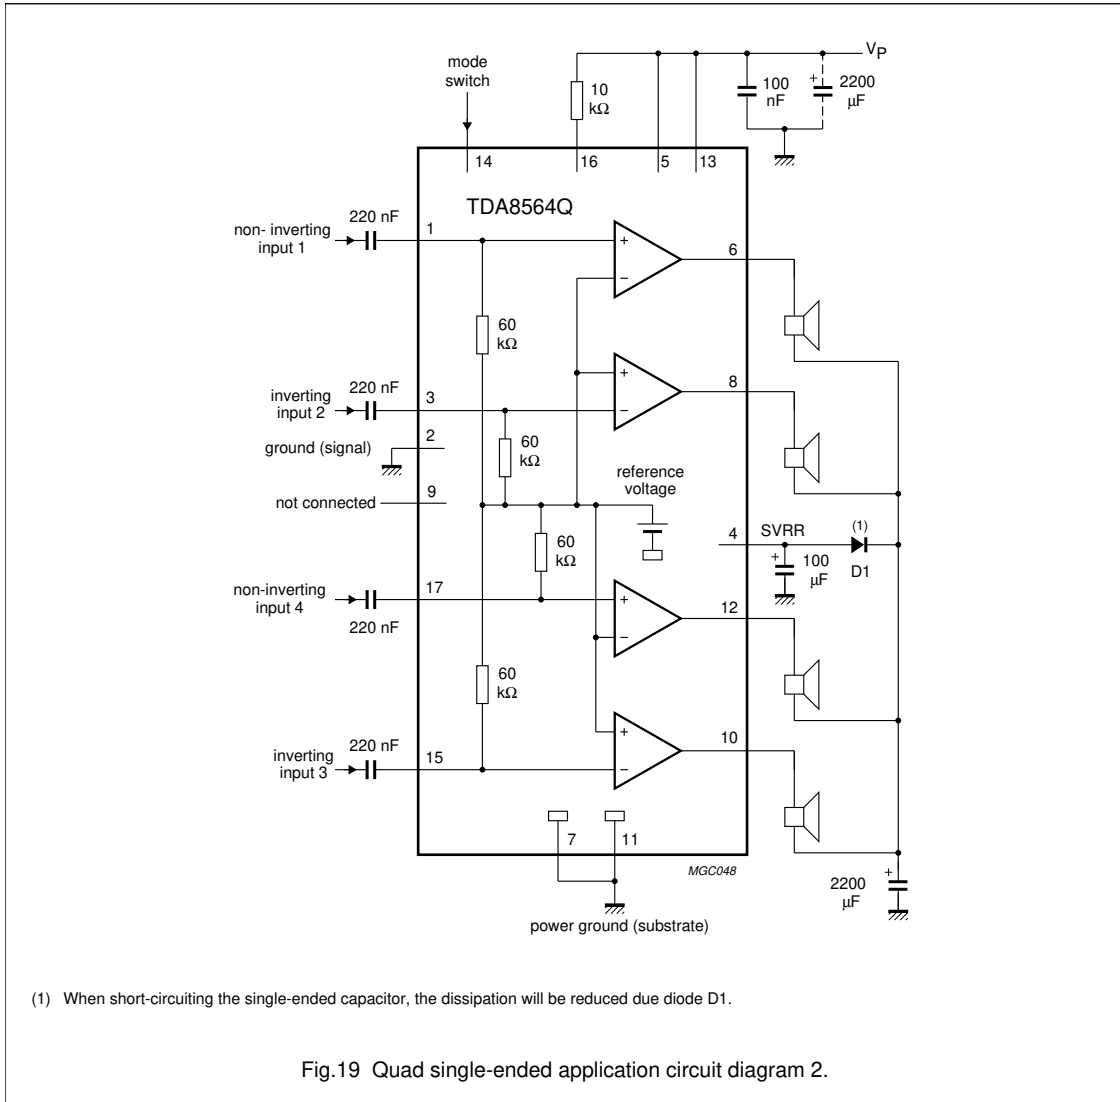 mode
switch
VP
10
kΩ
100
nF
+
2200
µF
14
16
5
13
TDA8564Q
non- inverting
input 1
220 nF
1
+
−
6
60
kΩ
inverting
input 2
220 nF
3
+
−
8
ground (signal)
2
60
kΩ
reference
voltage
not connected
9
4
SVRR
(1)
D1
+
100
µF
60
kΩ
non-inverting
input 4
220 nF
17
+
−
12
60
kΩ
inverting
input 3
220 nF
15
+
−
10
7
11
MGC048
+
2200
µF
power ground (substrate)
(1) When short-circuiting the single-ended capacitor, the dissipation will be reduced due diode D1.
Fig.19 Quad single-ended application circuit diagram 2.